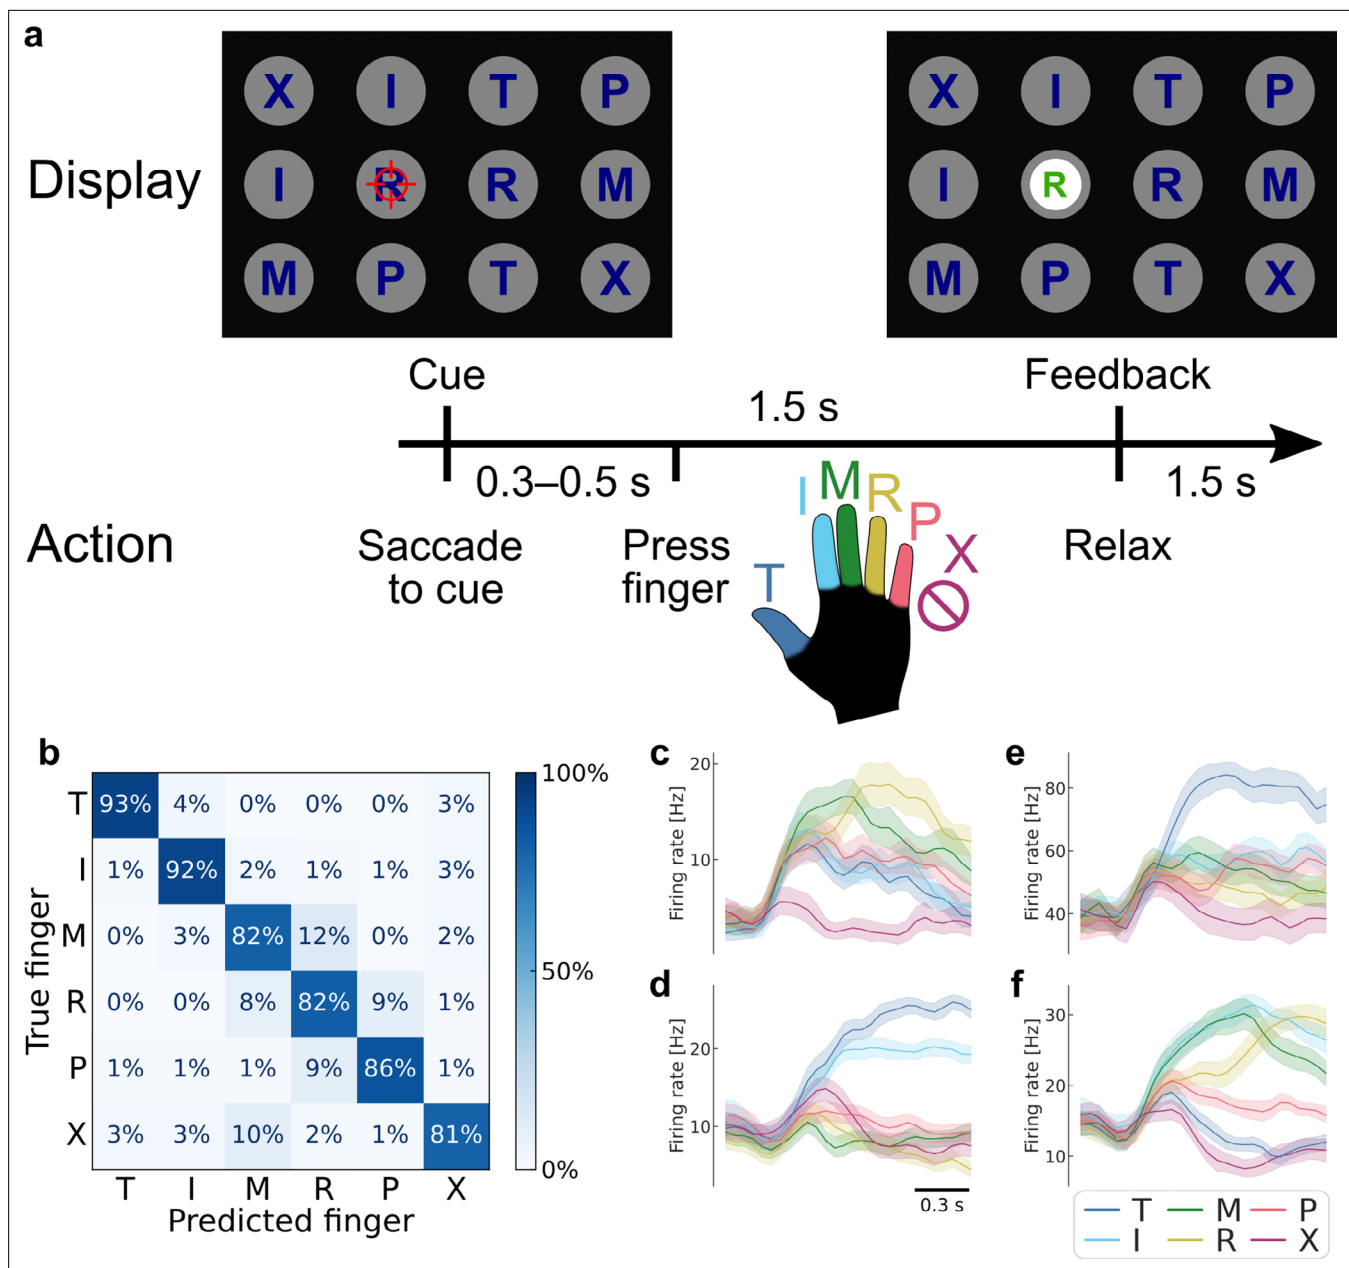 a
Display
X I T P
I R R M
M P T X
X I T P
I R R M
M P T X
Cue
Feedback
1.5 s
0.3–0.5 s
1.5 s
Action
Saccade
to cue
Press
finger
T I M R P X
Relax
b
True finger
T 93% 4% 0% 0% 0% 3%
I 1% 92% 2% 1% 1% 3%
M 0% 3% 82% 12% 0% 2%
R 0% 0% 8% 82% 9% 1%
P 1% 1% 1% 9% 86% 1%
X 3% 3% 10% 2% 1% 81%
T I M R P X
Predicted finger
100%
50%
0%
c
Firing rate [Hz]
20
10
d
Firing rate [Hz]
20
10
0.3 s
e
Firing rate [Hz]
80
60
40
f
Firing rate [Hz]
30
20
10
T M P
I R X